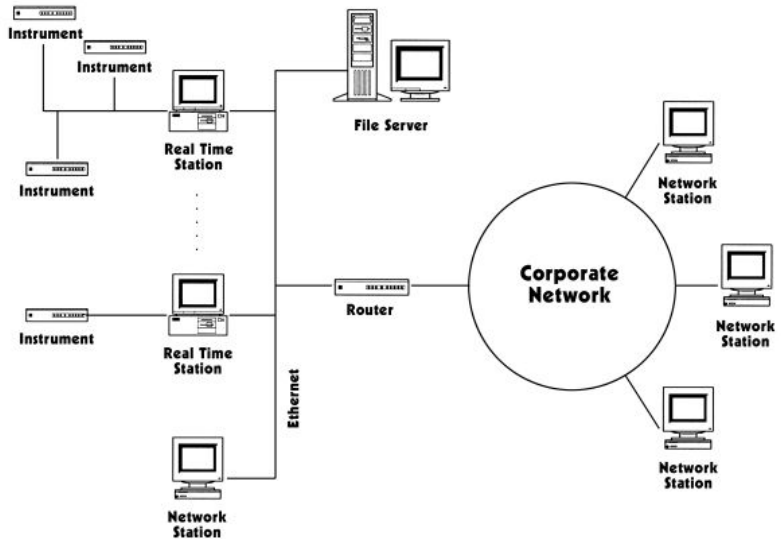 Instrument
Instrument
File Server
Real Time
Station
Instrument
Network
Station
Corporate
Network
Network
Station
Router
Instrument
Real Time
Station
Ethernet
Network
Station
Network
Station